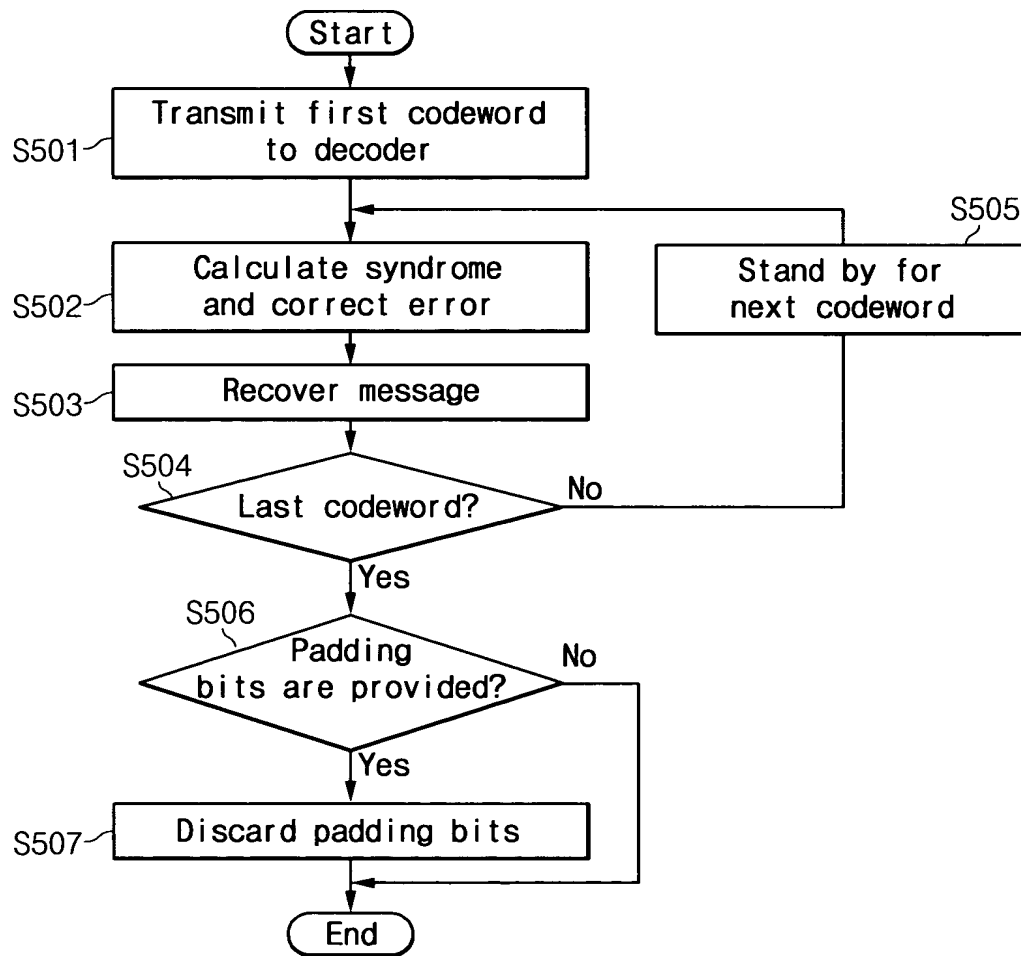 Start
Transmit first codeword
to decoder
S501
S505
Stand by for
next codeword
Calculate syndrome
and correct error
S502
Recover message
S503
S504
Last codeword?
No
Yes
S506
Padding
bits are provided?
No
Yes
Discard padding bits
S507
End